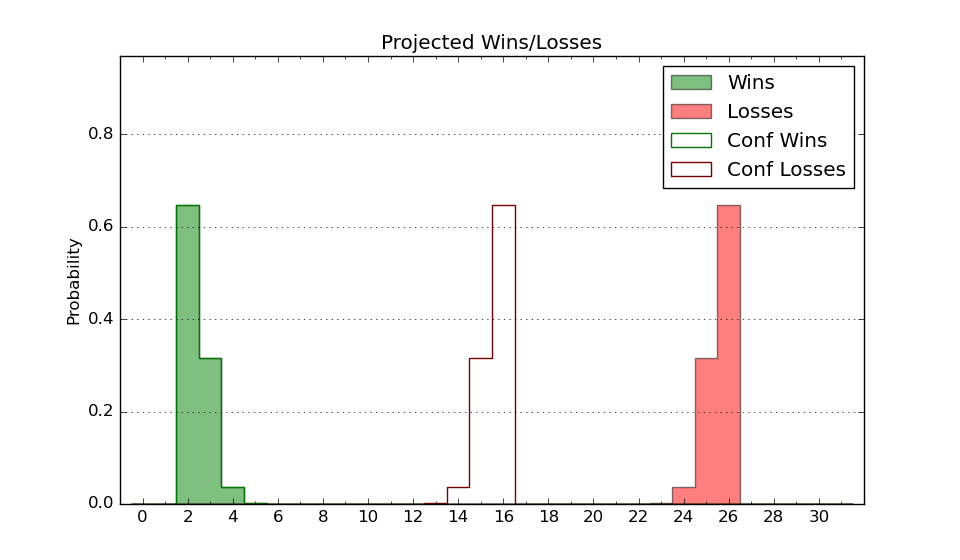 Projected Wins/Losses
Wins
Losses
Conf Wins
Conf Losses
Probability
0.8
0.6
0.4
0.2
0.0
0 2 4 6 8 10 12 14 16 18 20 22 24 26 28 30